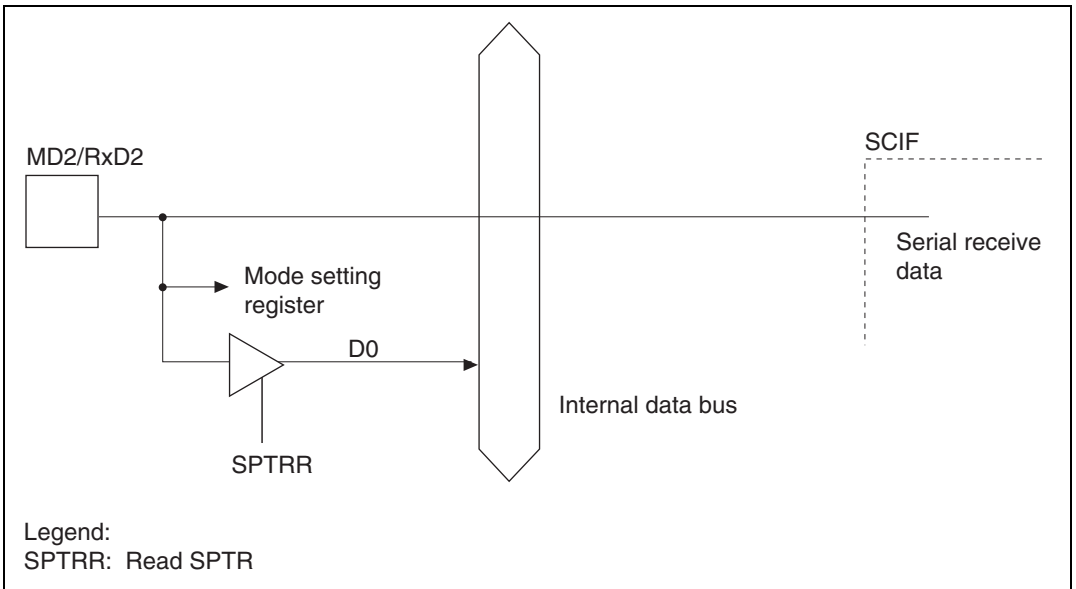 MD2/RxD2
SCIF
Serial receive
data
Mode setting
register
D0
Internal data bus
SPTRR
Legend:
SPTRR: Read SPTR